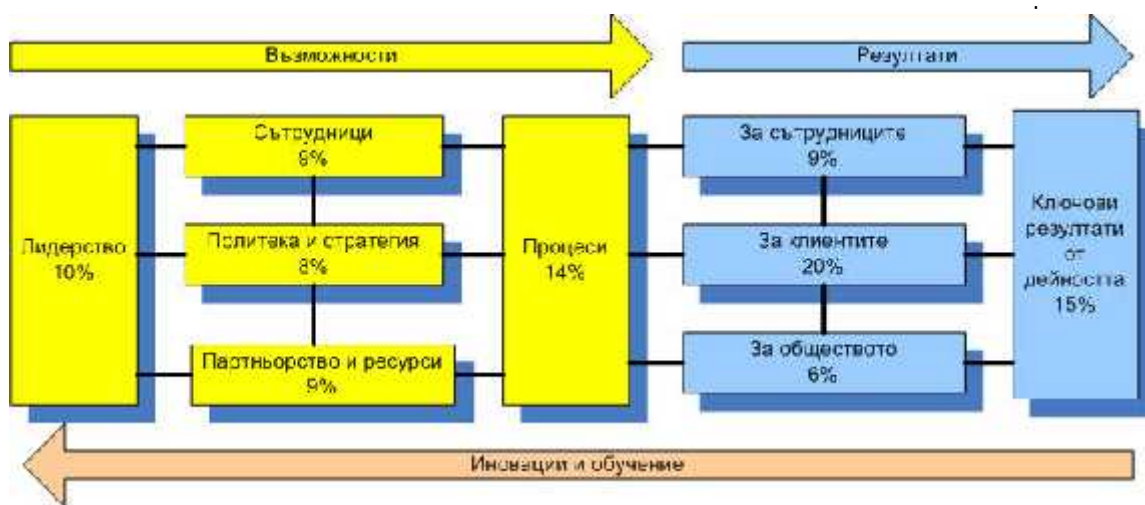 Възможности
Резултати
Сътрудници
9%
За сътрудниците
9%
Лидерство
10%
Политака и стратегия
8%
Процеси
14%
За клиентите
20%
Ключови
резултати
от
дейността
15%
Партньорство и ресурси
9%
За обществото
6%
Иновации и обучение